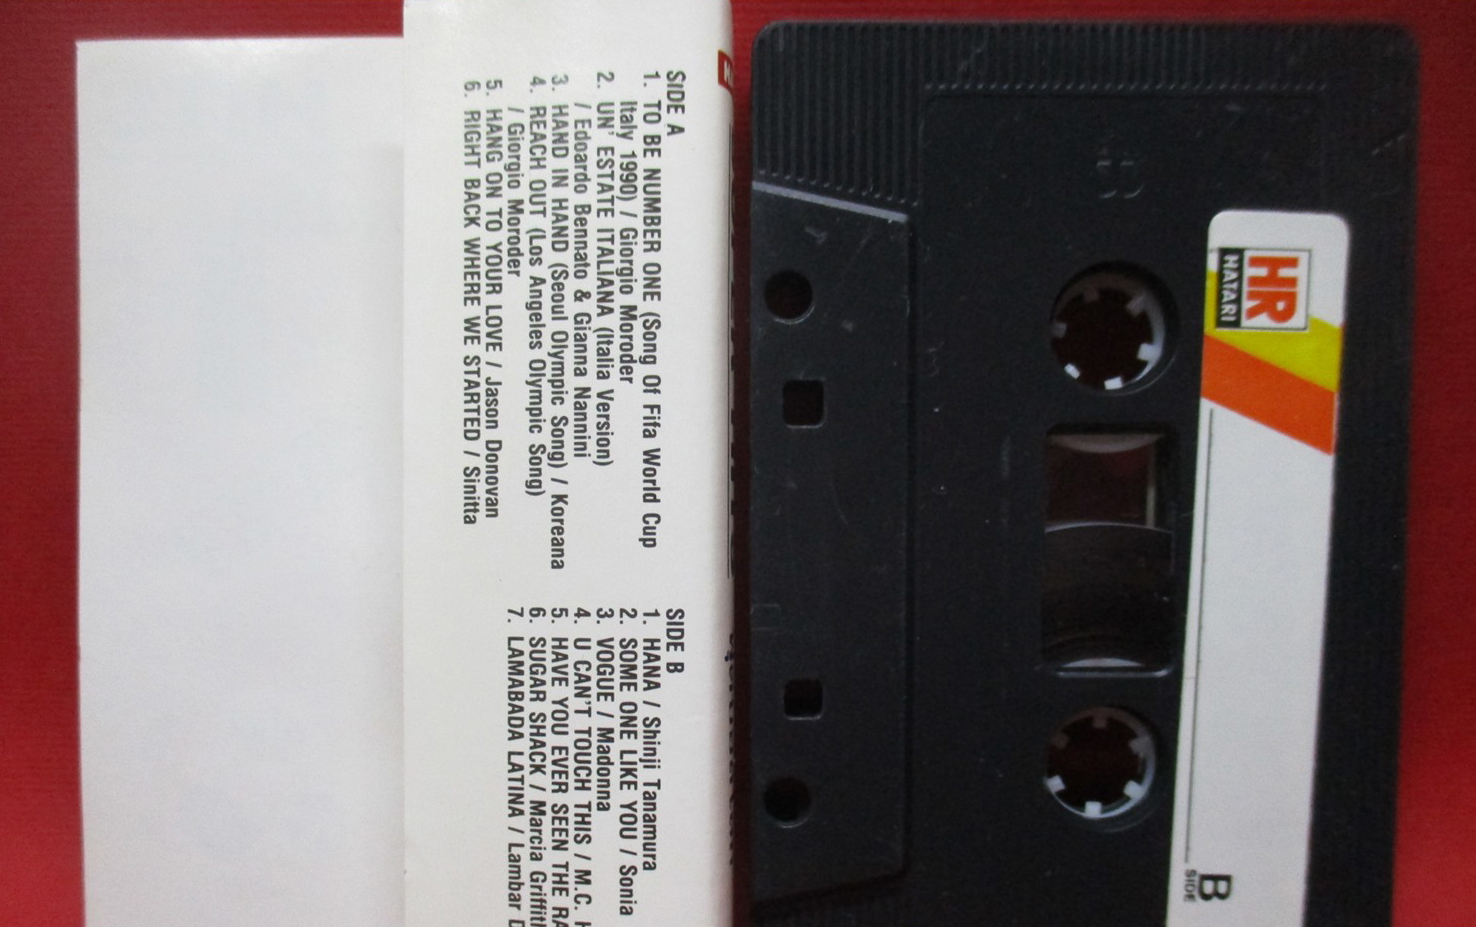 SIDE A
1. TO BE NUMBER ONE (Song Of Fifa World Cup
Italy 1990) / Giorgio Moroder
2. UN' ESTATE ITALIANA (Italia Version)
/ Edoardo Bennato & Gianna Nannini
3. HAND IN HAND (Seoul Olympic Song) / Koreana
4. REACH OUT (Los Angeles Olympic Song)
/ Giorgio Moroder
5. HANG ON TO YOUR LOVE / Jason Donovan
6. RIGHT BACK WHERE WE STARTED / Sinitta
SIDE B
1. HANA / Shinji Tanamura
2. SOME ONE LIKE YOU / Sonia
3. VOGUE / Madonna
4. U CAN'T TOUCH THIS / M.C.
5. HAVE YOU EVER SEEN THE
6. SUGAR SHACK / Marcia
7. LAMABADA LATINA / Lambar
HR
HATARI
B
SIDE